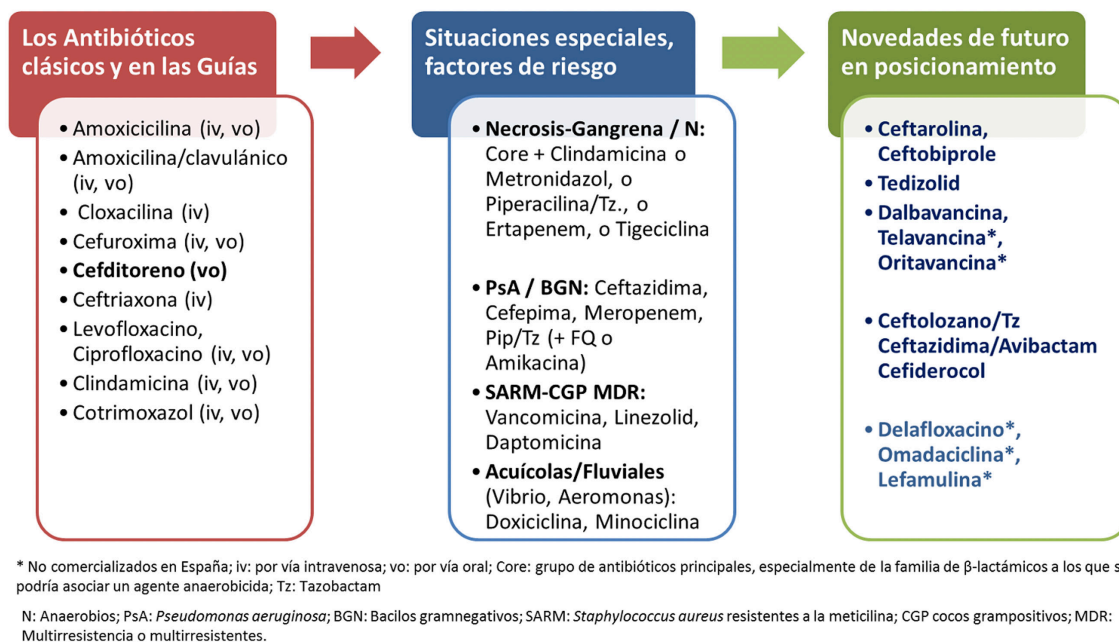 Los Antibióticos
clásicos y en las Guías
• Amoxicicilina (iv, vo)
• Amoxicilina/clavulánico
(iv, vo)
• Cloxacilina (iv)
• Cefuroxima (iv, vo)
• Cefditoreno (vo)
• Ceftriaxona (iv)
• Levofloxacino,
Ciprofloxacino (iv, vo)
• Clindamicina (iv, vo)
• Cotrimoxazol (iv, vo)
Situaciones especiales,
factores de riesgo
• Necrosis-Gangrena / N:
Core + Clindamicina o
Metronidazol, o
Piperacilina/Tz., o
Ertapenem, o Tigeciclina
• PsA / BGN: Ceftazidima,
Cefepima, Meropenem,
Pip/Tz (+ FQ o
Amikacina)
• SARM-CGP MDR:
Vancomicina, Linezolid,
Daptomicina
• Acuícolas/Fluviales
(Vibrio, Aeromonas):
Doxiciclina, Minociclina
Novedades de futuro
en posicionamiento
• Ceftarolina,
Ceftobiprole
• Tedizolid
• Dalbavancina,
Telavancina*,
Oritavancina*
• Ceftolozano/Tz
Ceftazidima/Avibactam
Cefiderocol
• Delafloxacino*,
Omadaciclina*,
Lefamulina*
* No comercializados en España; iv: por vía intravenosa; vo: por vía oral; Core: grupo de antibióticos principales, especialmente de la familia de β-lactámicos a los que s
podría asociar un agente anaerobicida; Tz: Tazobactam
N: Anaerobios; PsA: Pseudomonas aeruginosa; BGN: Bacilos gramnegativos; SARM: Staphylococcus aureus resistentes a la meticilina; CGP cocos grampositivos; MDR:
Multirresistencia o multirresistentes.